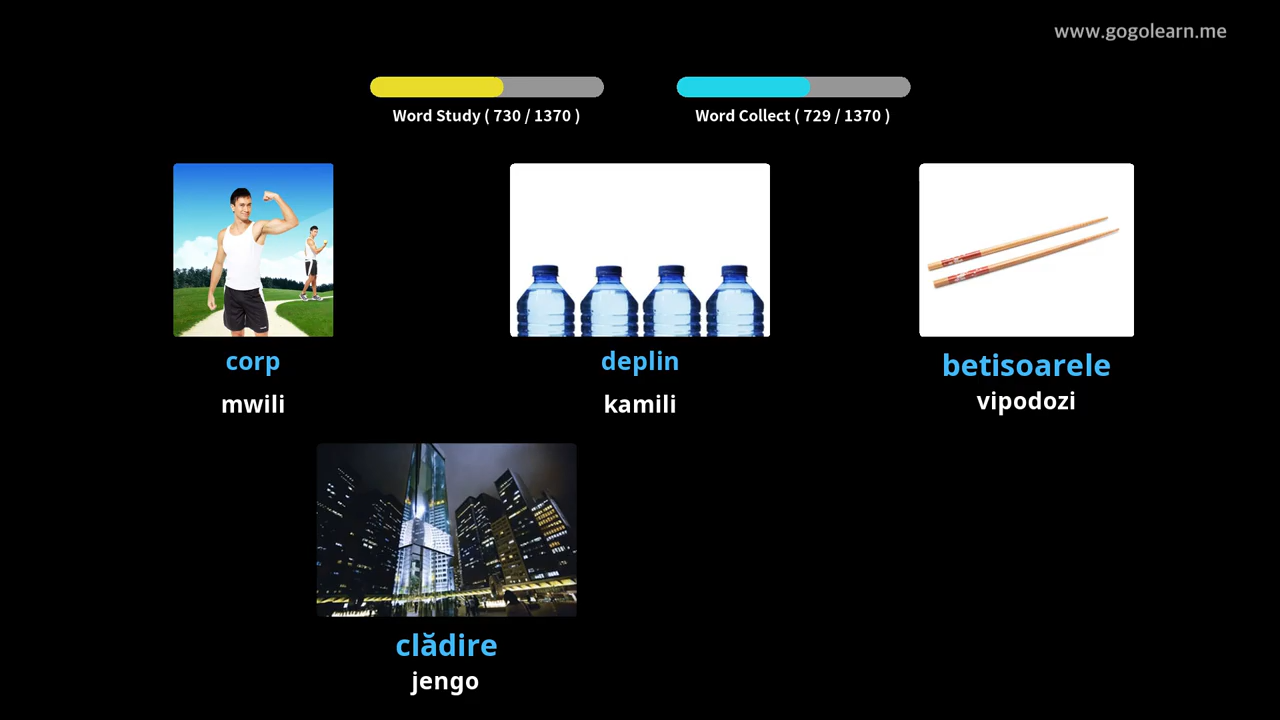 www.gogolearn.me
Word Study ( 730 / 1370 )
Word Collect ( 729 / 1370 )
corp
mwili
deplin
kamili
betisoarele
vipodozi
clădire
jengo